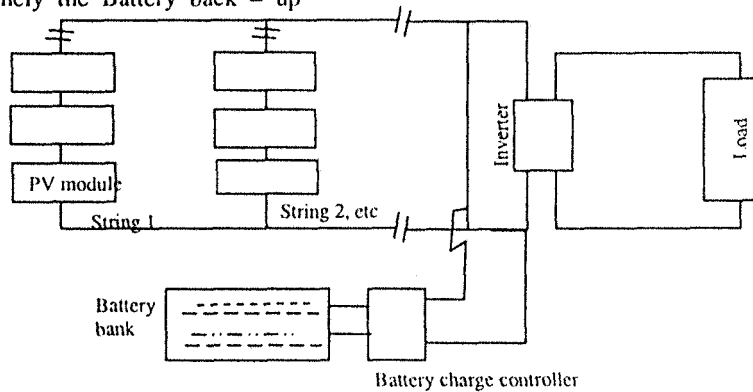 nely the Battery back – up
Inverter
Load
PV module
String 1
String 2, etc
Battery
bank
Battery charge controller